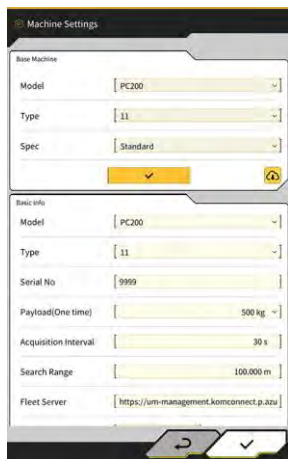 Machine Settings
Base Machine
Model PC200
Type 11
Spec Standard
Basic Info
Model PC200
Type 11
Serial No 9999
Payload(One time) 500 kg
Acquisition Interval 30 s
Search Range 100.000 m
Fleet Server https://um-management.komconnect.p.azu